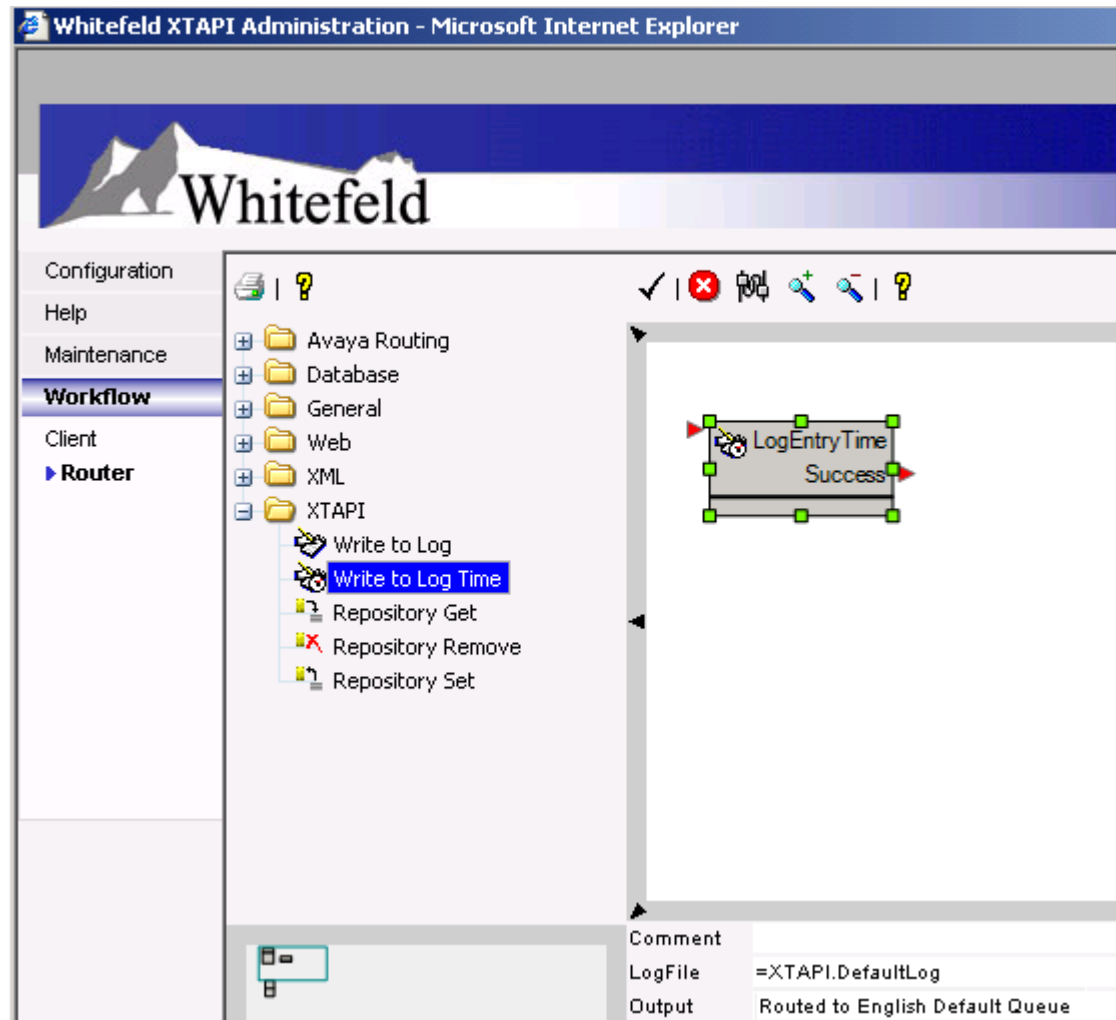 Whitefeld XTAPI Administration - Microsoft Internet Explorer
Whitefeld
Configuration
Help
Maintenance
Workflow
Client
Router
Avaya Routing
Database
General
Web
XML
XTAPI
Write to Log
Write to Log Time
Repository Get
Repository Remove
Repository Set
LogEntryTime
Success
Comment
LogFile =XTAPI.DefaultLog
Output Routed to English Default Queue